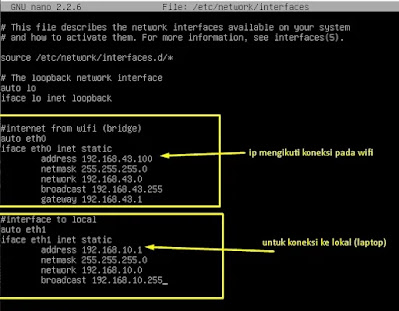 GNU nano 2.2.6 File: /etc/network/interfaces
# This file describes the network interfaces available on your system
# and how to activate them. For more information, see interfaces(5).
source /etc/network/interfaces.d/*
# The loopback network interface
auto lo
iface lo inet loopback
#internet from wifi (bridge)
auto eth0
iface eth0 inet static
address 192.168.43.100
netmask 255.255.255.0
network 192.168.43.0
broadcast 192.168.43.255
gateway 192.168.43.1
ip mengikuti koneksi pada wifi
#interface to local
auto eth1
iface eth1 inet static
address 192.168.10.1
netmask 255.255.255.0
network 192.168.10.0
broadcast 192.168.10.255_
untuk koneksi ke lokal (laptop)